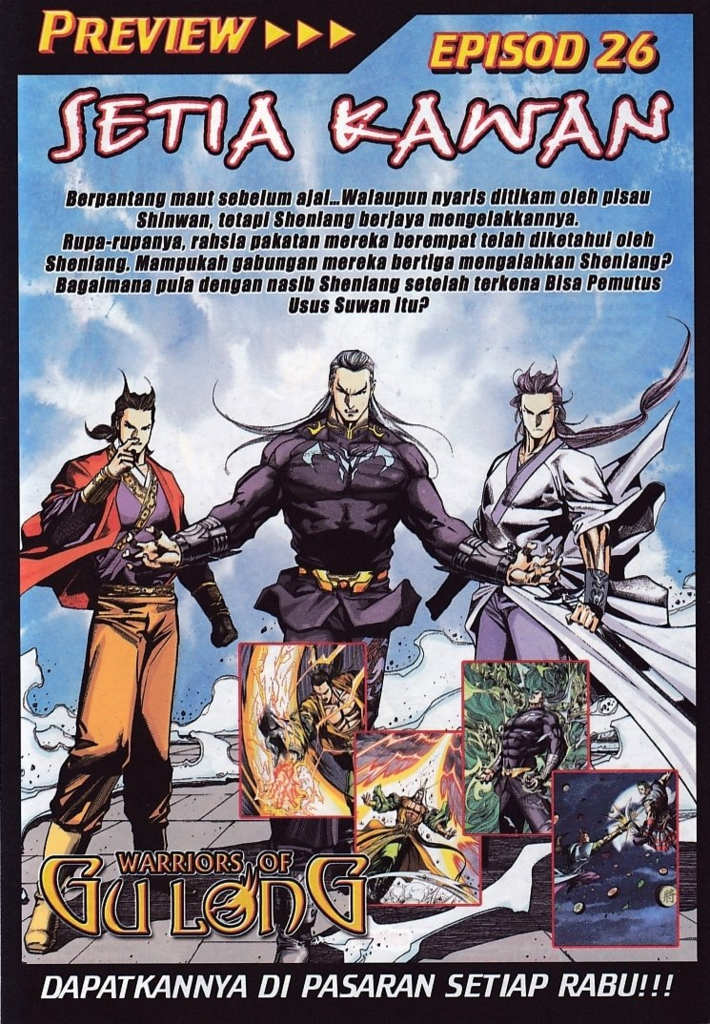 PREVIEW
EPISOD 26
SETIA KAWAN
Berpantang maut sebelum ajal...Walaupun nyaris ditikam oleh pisau
Shinwan, tetapi Shenlang berjaya mengelakkannya.
Rupa-rupanya, rahsia pakatan mereka berempat telah diketahui oleh
Shenlang. Mampukah gabungan mereka bertiga mengalahkan Shenlang?
Bagaimana pula dengan nasib Shenlang setelah terkena Bisa Pemutus
Usus Suwan itu?
WARRIORS OF
GU LONG
DAPATKANNYA DI PASARAN SETIAP RABU!!!